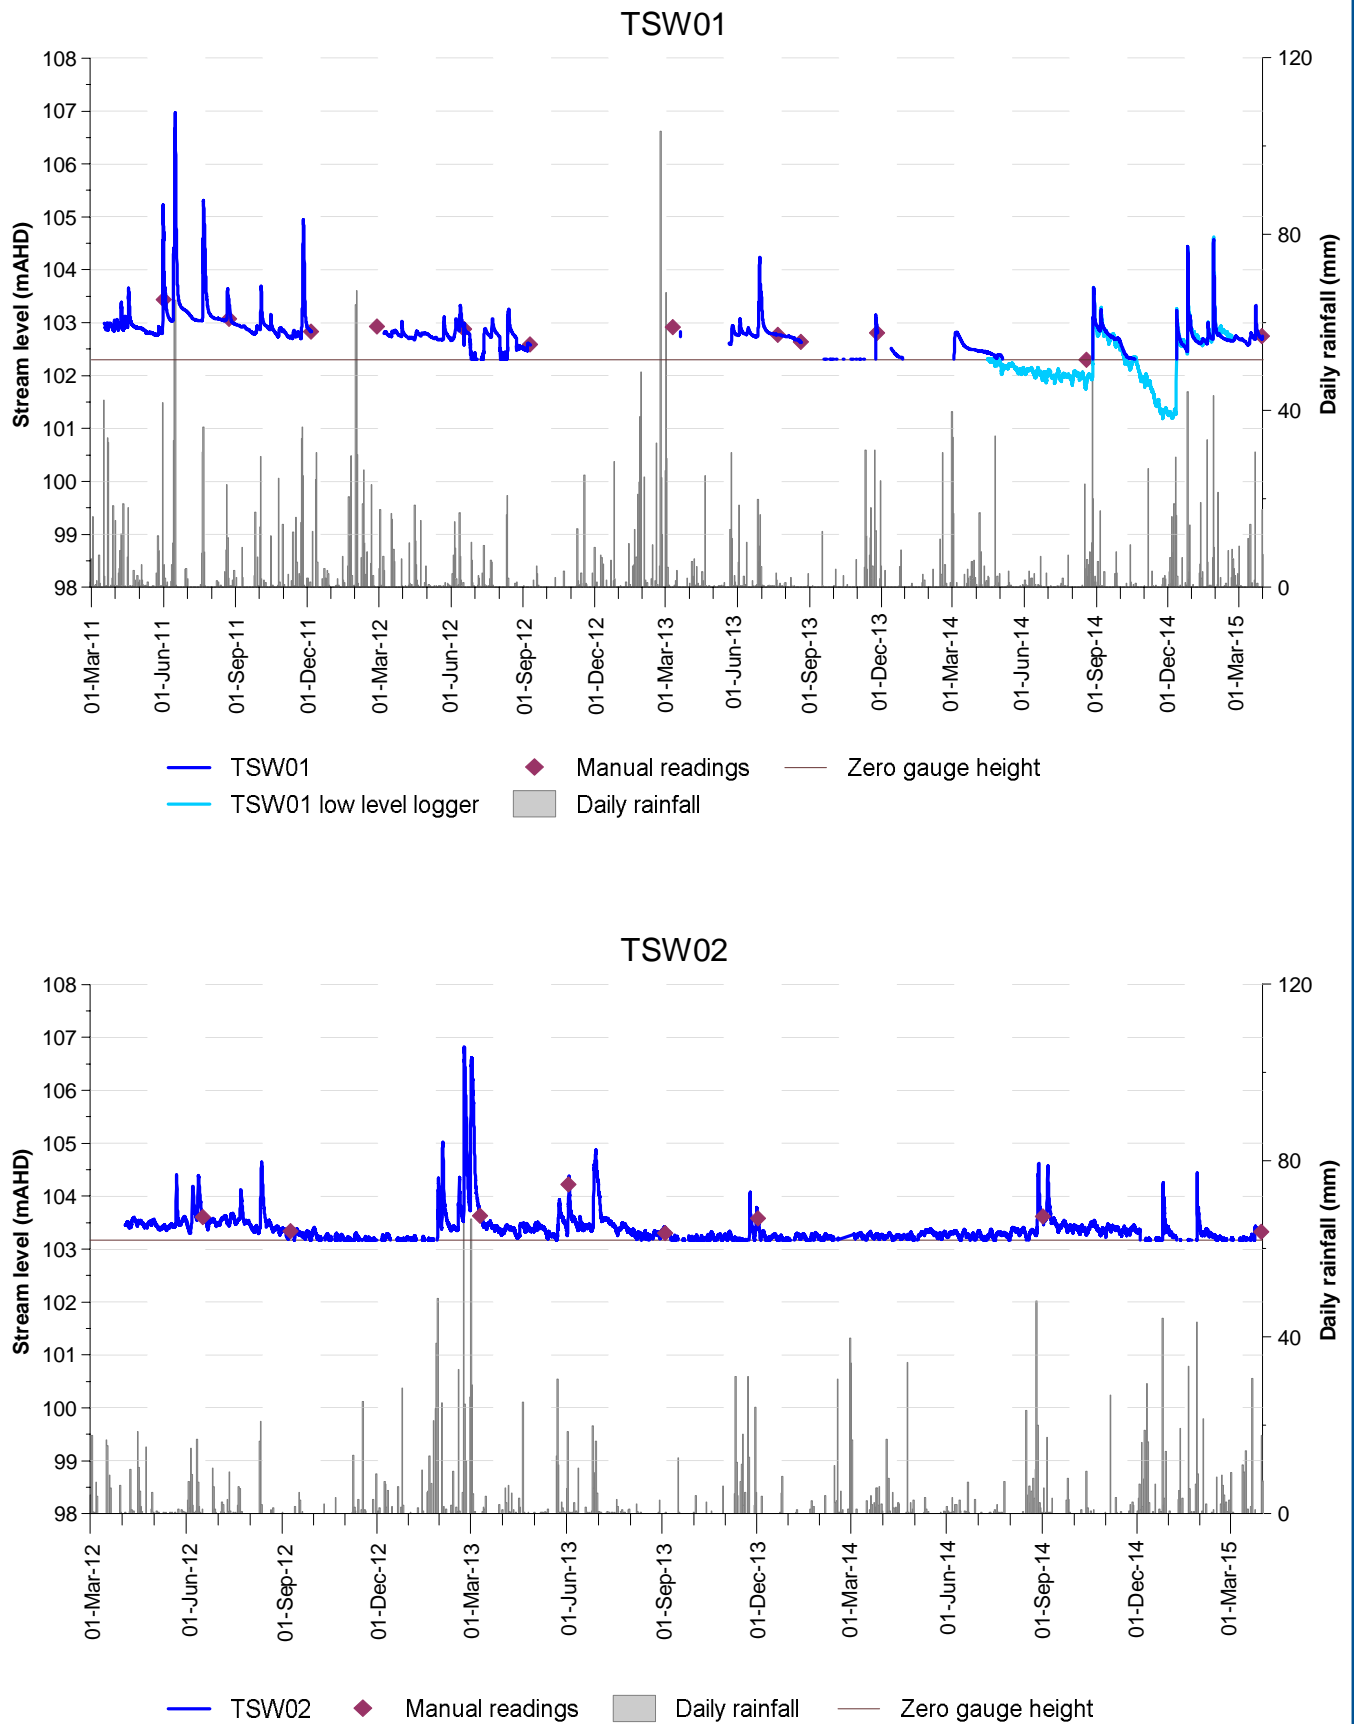 TSW01
108
107
106
105
104
103
102
101
100
99
98
Stream level (mAHD)
120
80
40
0
Daily rainfall (mm)
01-Mar-11
01-Jun-11
01-Sep-11
01-Dec-11
01-Mar-12
01-Jun-12
01-Sep-12
01-Dec-12
01-Mar-13
01-Jun-13
01-Sep-13
01-Dec-13
01-Mar-14
01-Jun-14
01-Sep-14
01-Dec-14
01-Mar-15
TSW01 Manual readings Zero gauge height
TSW01 low level logger Daily rainfall
TSW02
108
107
106
105
104
103
102
101
100
99
98
Stream level (mAHD)
120
80
40
0
Daily rainfall (mm)
01-Mar-12
01-Jun-12
01-Sep-12
01-Dec-12
01-Mar-13
01-Jun-13
01-Sep-13
01-Dec-13
01-Mar-14
01-Jun-14
01-Sep-14
01-Dec-14
01-Mar-15
TSW02 Manual readings Daily rainfall Zero gauge height